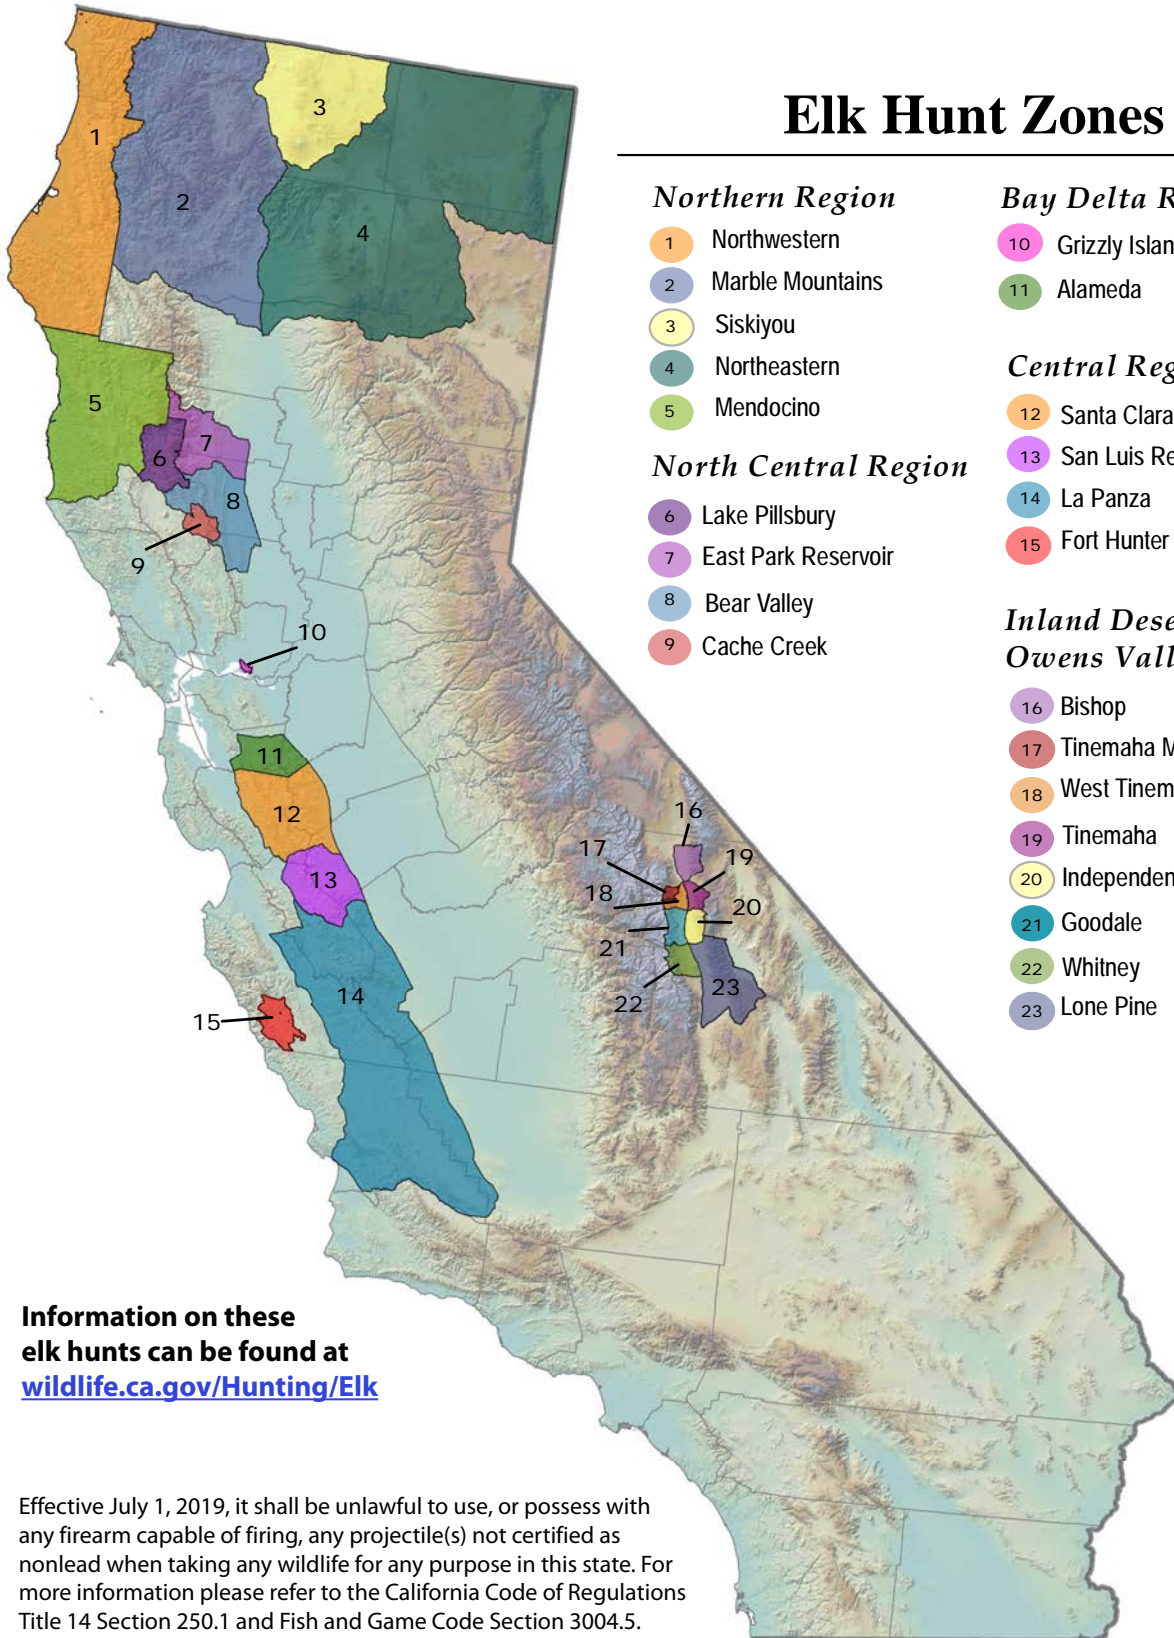 Elk Hunt Zones
Northern Region
1 Northwestern
2 Marble Mountains
3 Siskiyou
4 Northeastern
5 Mendocino
North Central Region
6 Lake Pillsbury
7 East Park Reservoir
8 Bear Valley
9 Cache Creek
Bay Delta R
10 Grizzly Islan
11 Alameda
Central Reg
12 Santa Clara
13 San Luis Re
14 La Panza
15 Fort Hunter
Inland Dese
Owens Vall
16 Bishop
17 Tinemaha M
18 West Tinem
19 Tinemaha
20 Independen
21 Goodale
22 Whitney
23 Lone Pine
1
2
3
4
5
6
7
8
9
10
11
12
13
14
15
16
17
18
19
20
21
22
23
Information on these
elk hunts can be found at
wildlife.ca.gov/Hunting/Elk
Effective July 1, 2019, it shall be unlawful to use, or possess with
any firearm capable of firing, any projectile(s) not certified as
nonlead when taking any wildlife for any purpose in this state. For
more information please refer to the California Code of Regulations
Title 14 Section 250.1 and Fish and Game Code Section 3004.5.